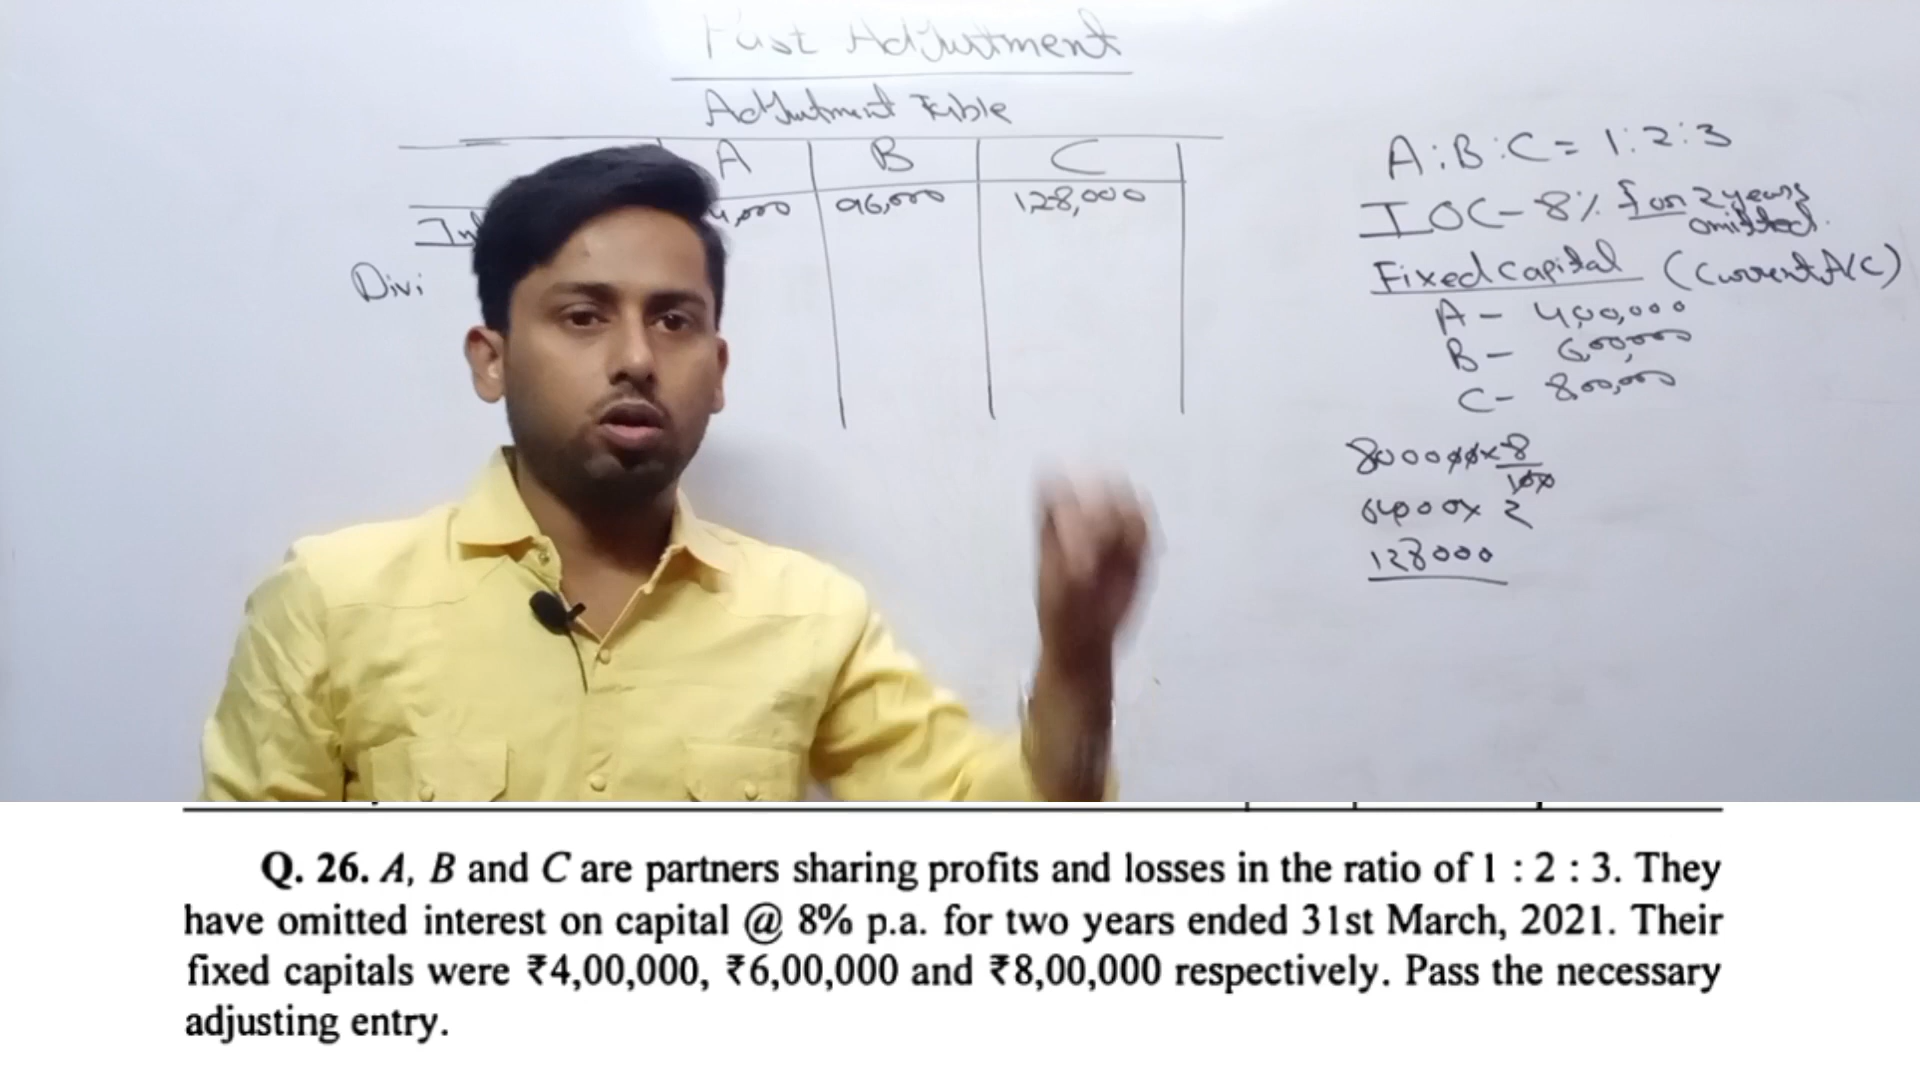 Past Adjustment
Adjustment Table
A B C
4,000 96,000 128,000
Divi
A:B:C = 1:2:3
IOC - 8% for 2 years
omitted.
Fixed Capital (Current A/C)
A - 4,00,000
B - 6,00,000
C - 800,000
800000 x 8
100
64000 x 2
128000
Q. 26. A, B and C are partners sharing profits and losses in the ratio of 1 : 2 : 3. They
have omitted interest on capital @ 8% p.a. for two years ended 31st March, 2021. Their
fixed capitals were ₹4,00,000, ₹6,00,000 and ₹8,00,000 respectively. Pass the necessary
adjusting entry.